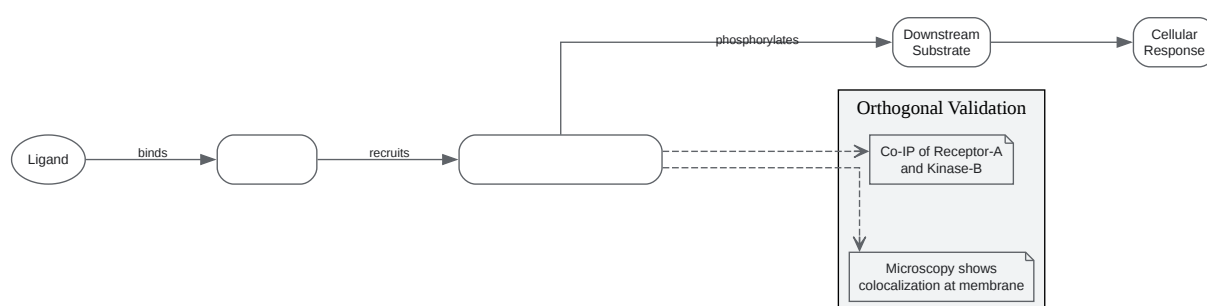 phosphorylates
Downstream
Substrate
Cellular
Response
Orthogonal Validation
Ligand
binds
recruits
Co-IP of Receptor-A
and Kinase-B
Microscopy shows
colocalization at membrane